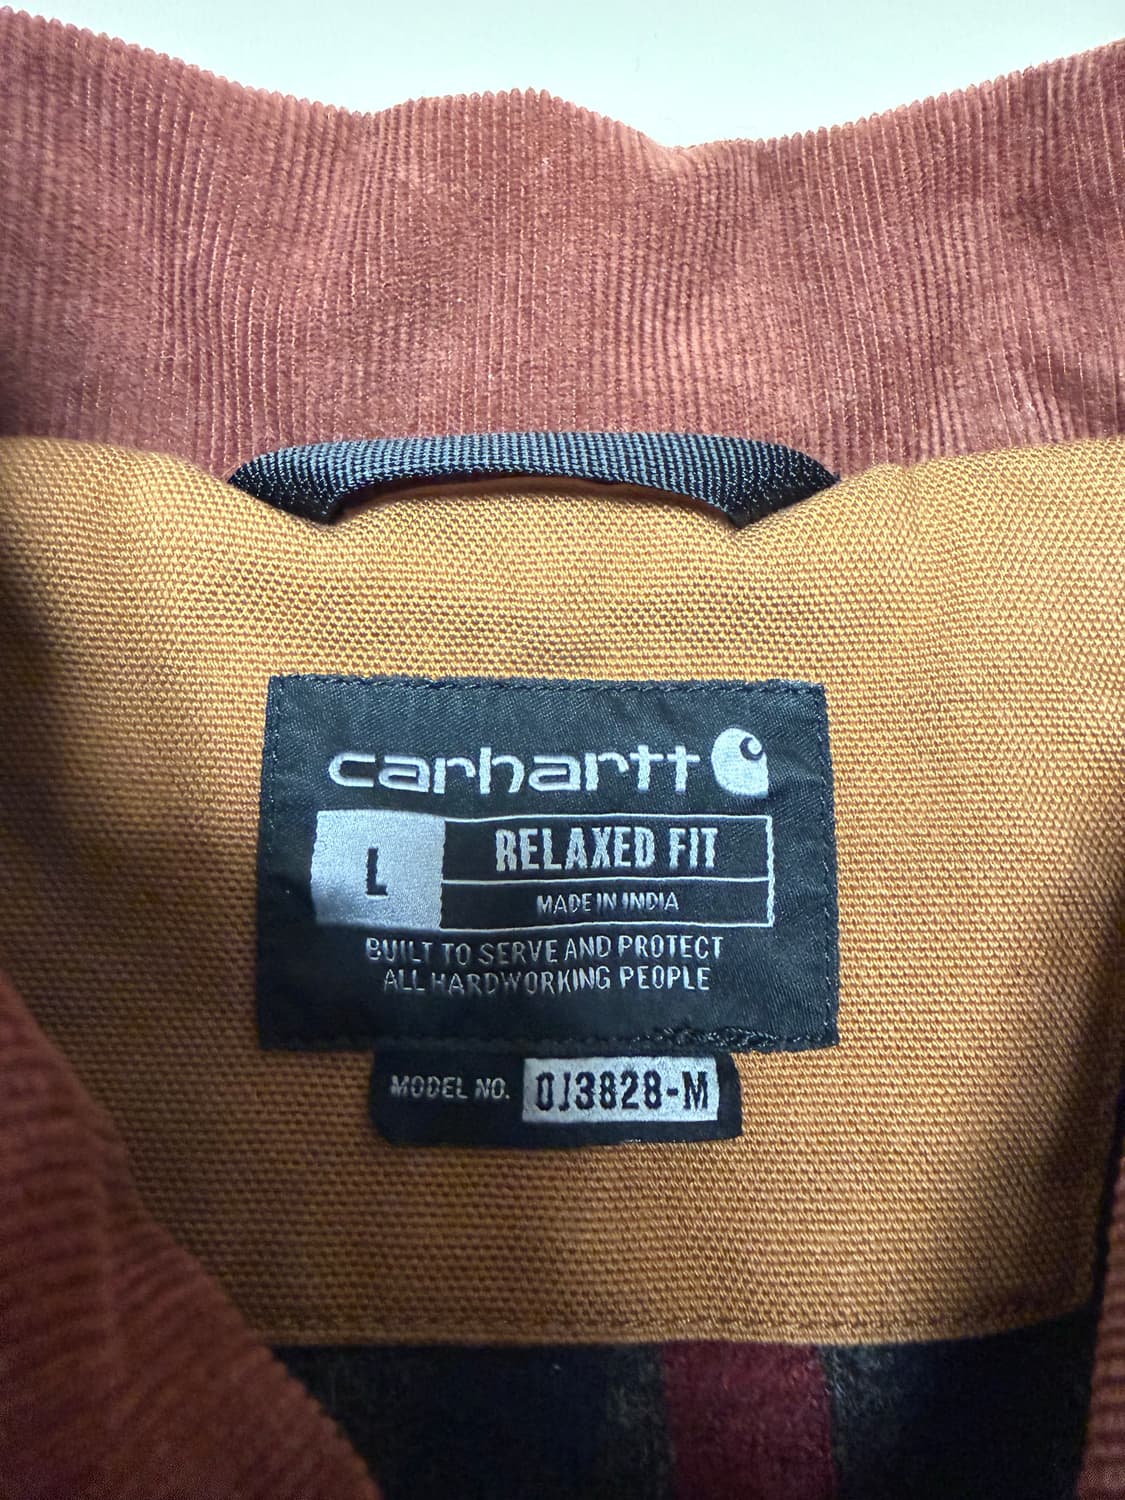 carhartt
L
RELAXED FIT
MADE IN INDIA
BUILT TO SERVE AND PROTECT
ALL HARDWORKING PEOPLE
MODEL NO. OJ3828-M